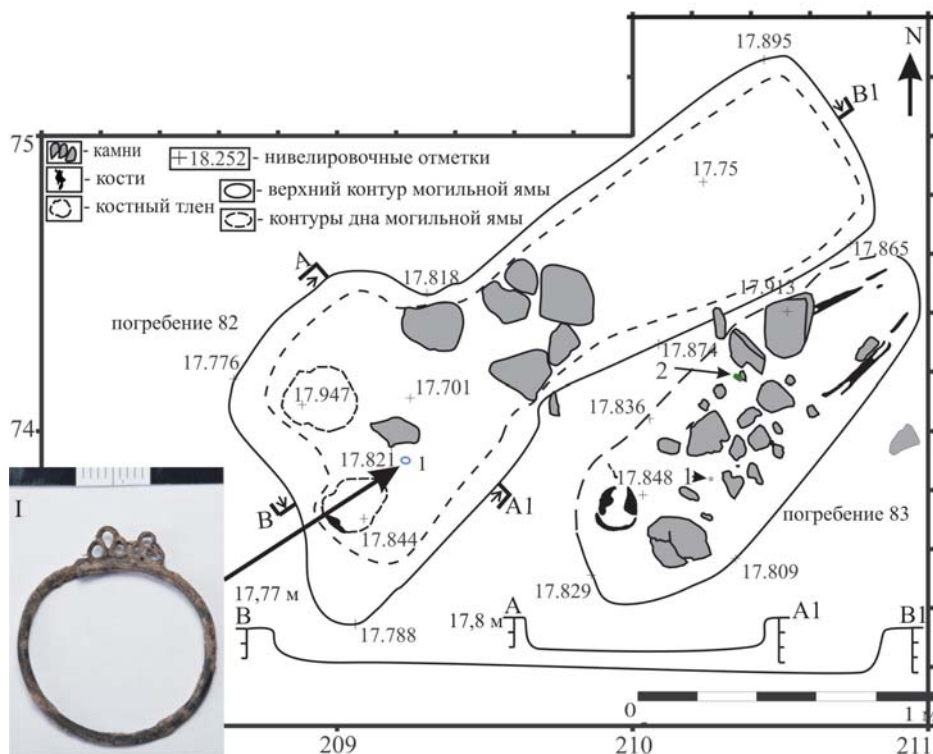 17.895
N
B1
75
камни
+18.252 - нивелировочные отметки
17.75
кости
- верхний контур могильной ямы
костный тлен
- контуры дна могильной ямы
17.865
A
17.818
17.913
погребение 82
17.874
17.776
2
17.947
17.701
17.836
74
17.821
1
17.848
1
I
B
A1
погребение 83
17.844
17,77 м
17.829
17.809
B
17.788
17,8 м
A
A1
B1
0
1 м
209
210
211